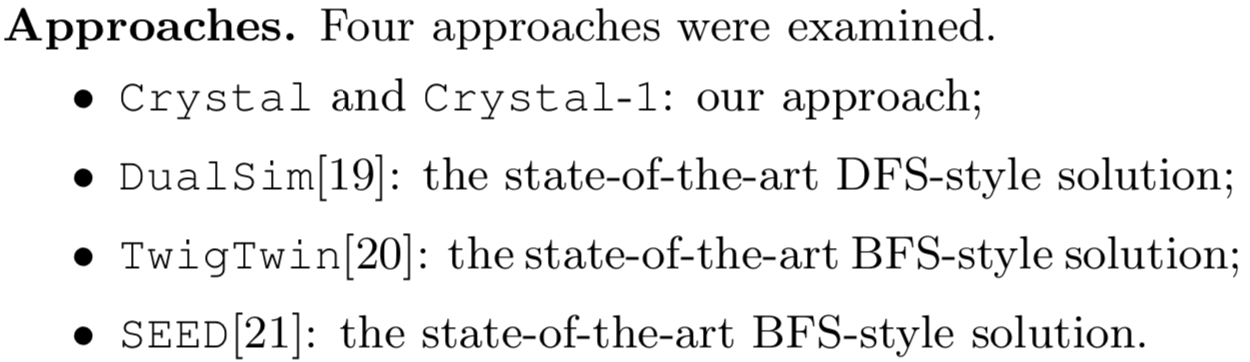 Approaches. Four approaches were examined.
• Crystal and Crystal-1: our approach;
• DualSim[19]: the state-of-the-art DFS-style solution;
• TwigTwin[20]: the state-of-the-art BFS-style solution;
• SEED[21]: the state-of-the-art BFS-style solution.